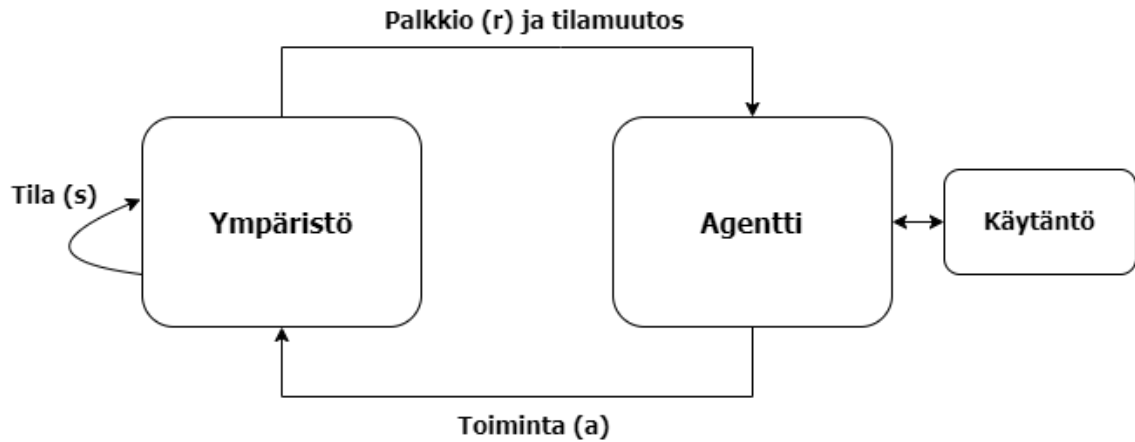 Palkkio (r) ja tilamuutos
Tila (s)
Ympäristö
Agentti
Käytäntö
Toiminta (a)